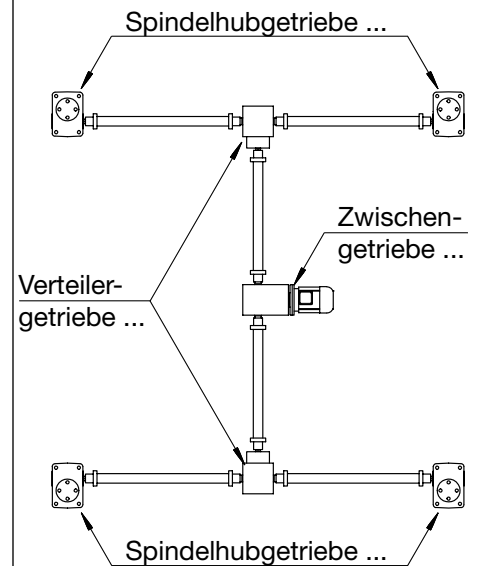 Spindelhubgetriebe ...
Zwischen-
getriebe ...
Verteiler-
getriebe ...
Spindelhubgetriebe ...